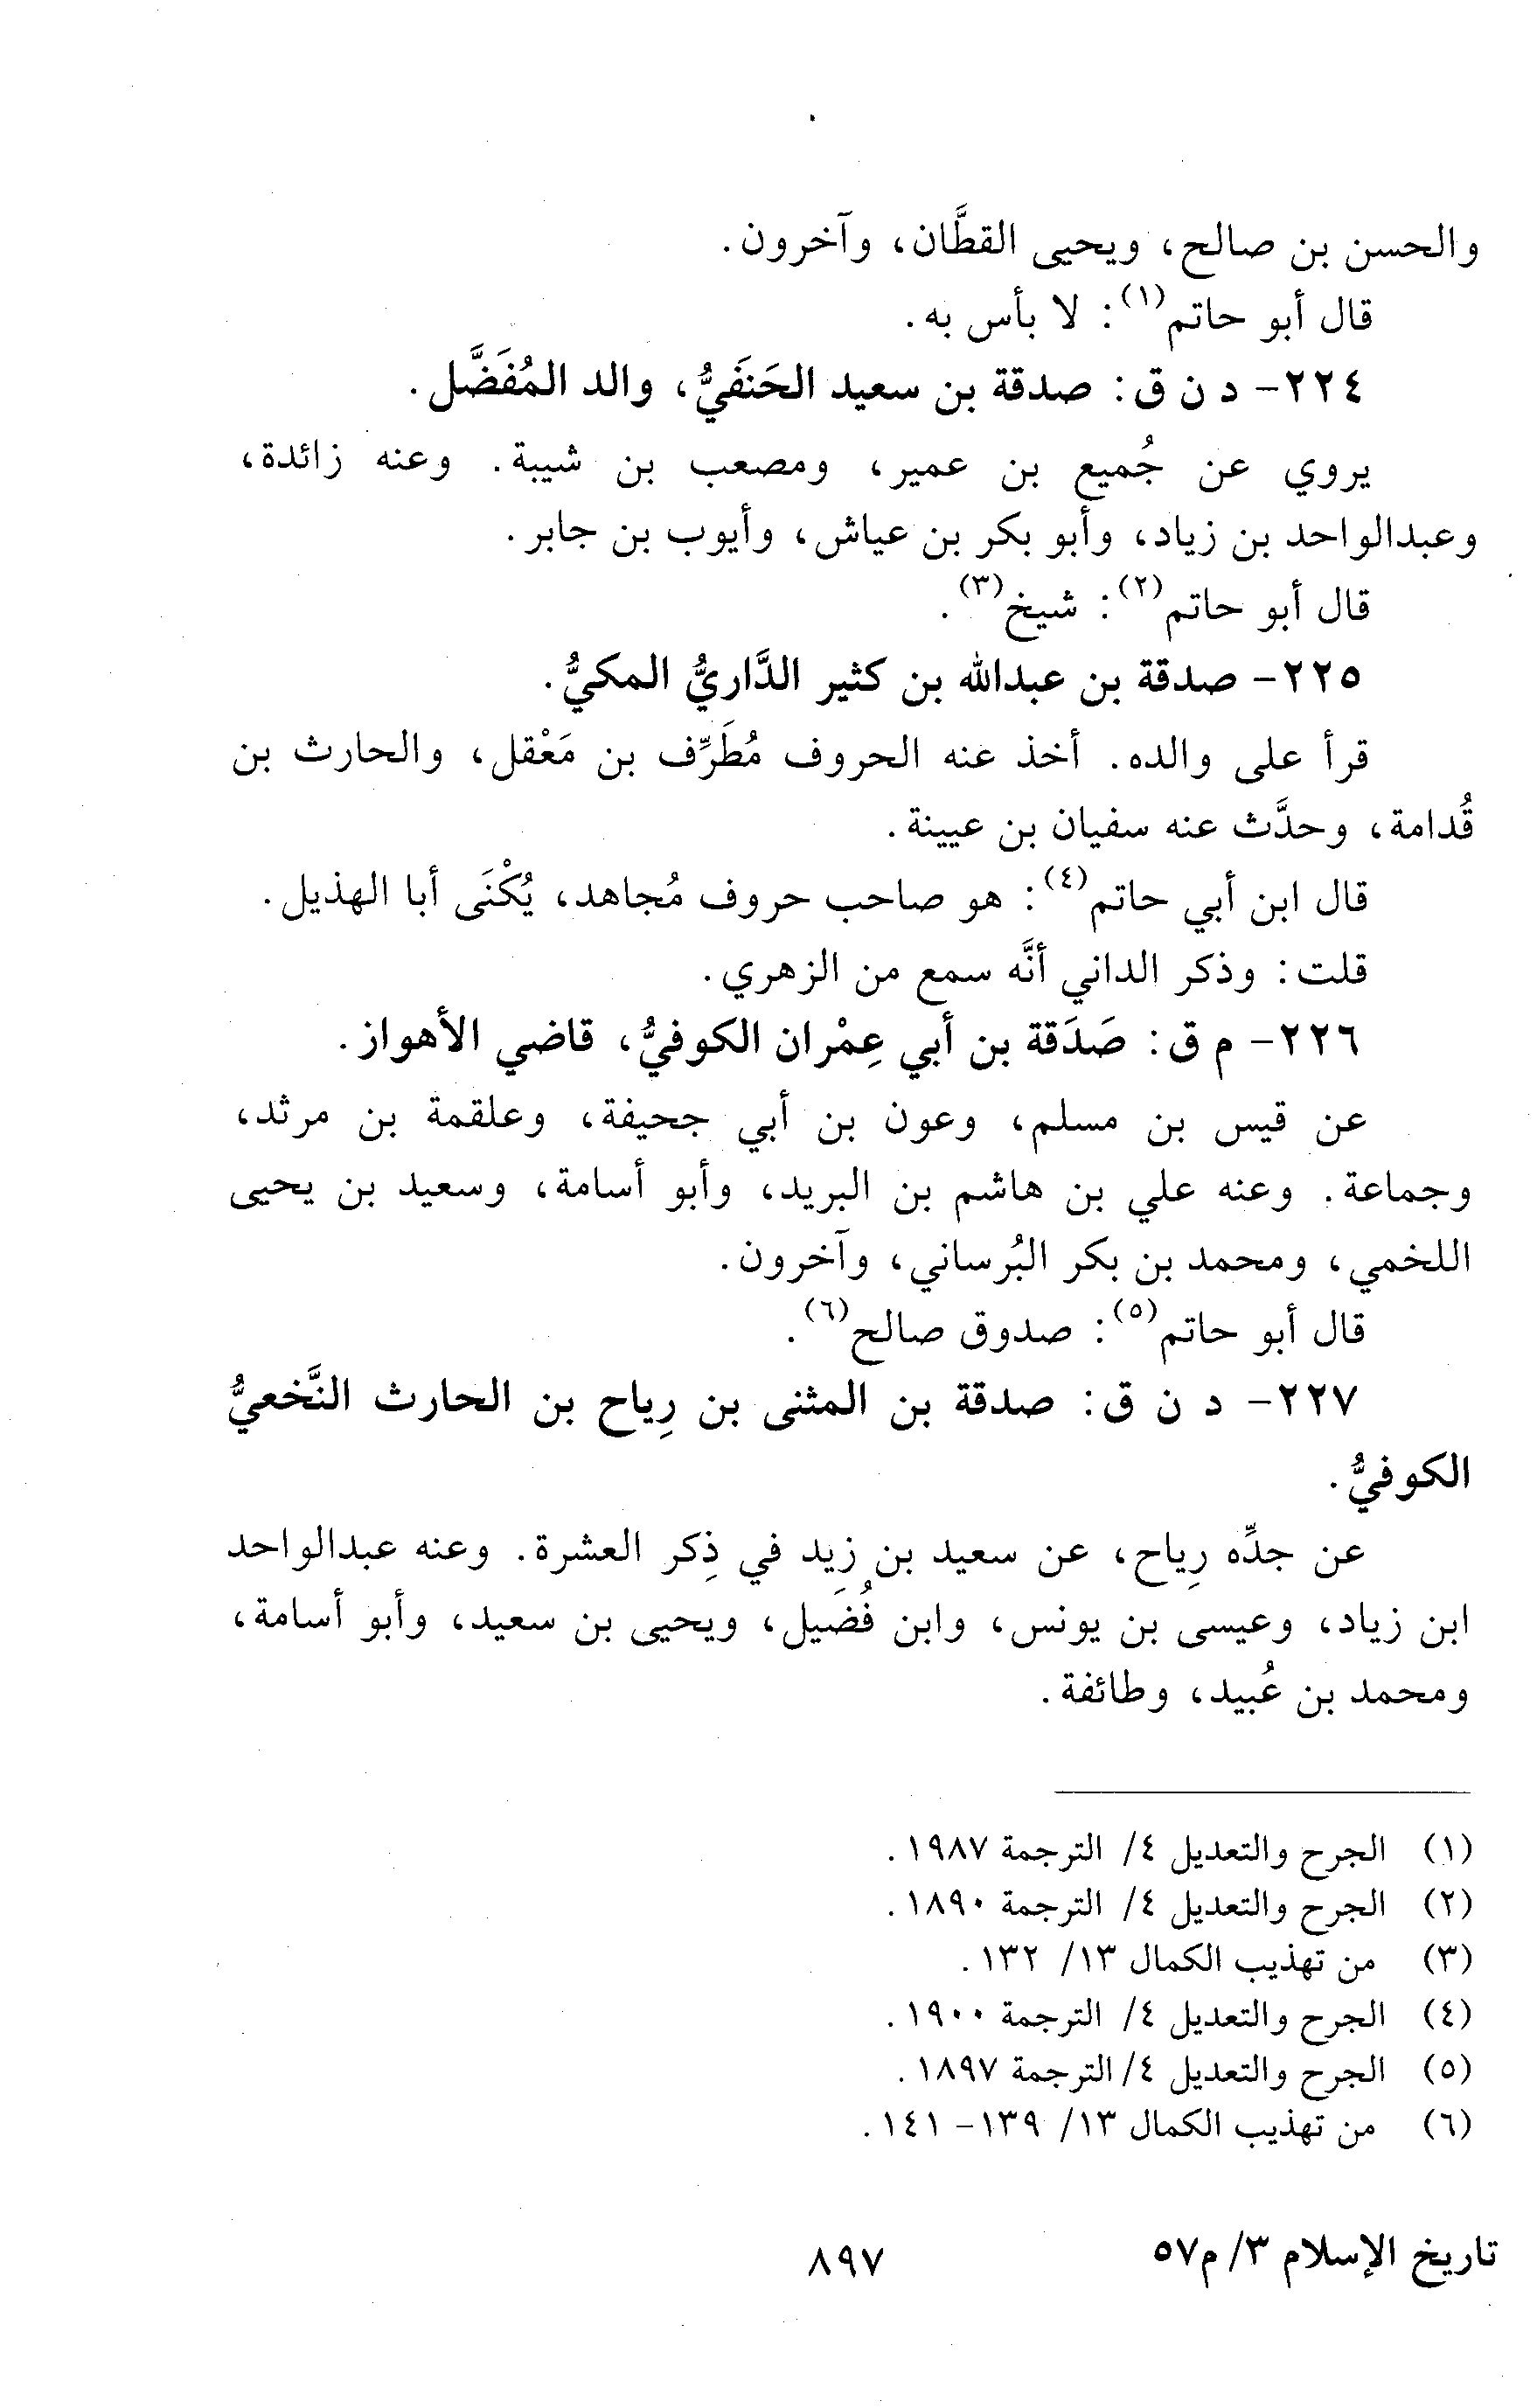 والحسن بن صالح، ويحيى القطَّان، وآخرون.
قال أبو حاتم(١): لا بأس به.
٢٢٤- د ن ق: صدقة بن سعيد الحَنَفيُّ، والد المُفَضَّل.
يروي عن جُميع بن عمير، ومصعب بن شيبة. وعنه زائدة،
وعبدالواحد بن زياد، وأبو بكر بن عياش، وأيوب بن جابر.
قال أبو حاتم(٢): شيخ(٣).
٢٢٥- صدقة بن عبدالله بن كثير الدَّاريُّ المكيُّ.
قرأ على والده. أخذ عنه الحروف مُطَرِّف بن مَعْقل، والحارث بن
قُدامة، وحدَّث عنه سفيان بن عيينة.
قال ابن أبي حاتم(٤): هو صاحب حروف مُجاهد، يُكْنَى أبا الهذيل.
قلت: وذكر الداني أنَّه سمع من الزهري.
٢٢٦- م ق: صَدَقة بن أبي عِمْران الكوفيُّ، قاضي الأهواز.
عن قيس بن مسلم، وعون بن أبي جحيفة، وعلقمة بن مرثد،
وجماعة. وعنه علي بن هاشم بن البريد، وأبو أسامة، وسعيد بن يحيى
اللخمي، ومحمد بن بكر البُرساني، وآخرون.
قال أبو حاتم(٥): صدوق صالح(٦).
٢٢٧- د ن ق: صدقة بن المثنى بن رِياح بن الحارث النَّخعيُّ
الكوفيُّ.
عن جدِّه رِياح، عن سعيد بن زيد في ذِكر العشرة. وعنه عبدالواحد
ابن زياد، وعيسى بن يونس، وابن فُضَيل، ويحيى بن سعيد، وأبو أسامة،
ومحمد بن عُبيد، وطائفة.
(١) الجرح والتعديل ٤/ الترجمة ١٩٨٧.
(٢) الجرح والتعديل ٤/ الترجمة ١٨٩٠.
(٣) من تهذيب الكمال ١٣/ ١٣٢.
(٤) الجرح والتعديل ٤/ الترجمة ١٩٠٠.
(٥) الجرح والتعديل ٤/ الترجمة ١٨٩٧.
(٦) من تهذيب الكمال ١٣/ ١٣٩- ١٤١.
تاريخ الإسلام ٣/ م٥٧
٨٩٧